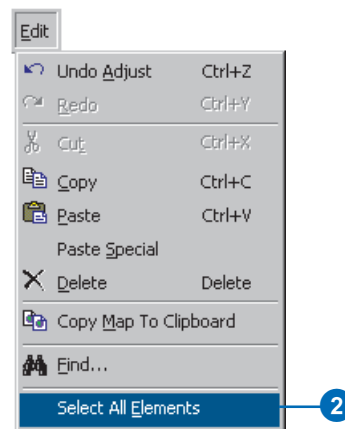 Edit
Undo Adjust Ctrl+Z
Redo Ctrl+Y
Cut Ctrl+X
Copy Ctrl+C
Paste Ctrl+V
Paste Special
Delete Delete
Copy Map To Clipboard
Find...
Select All Elements 2